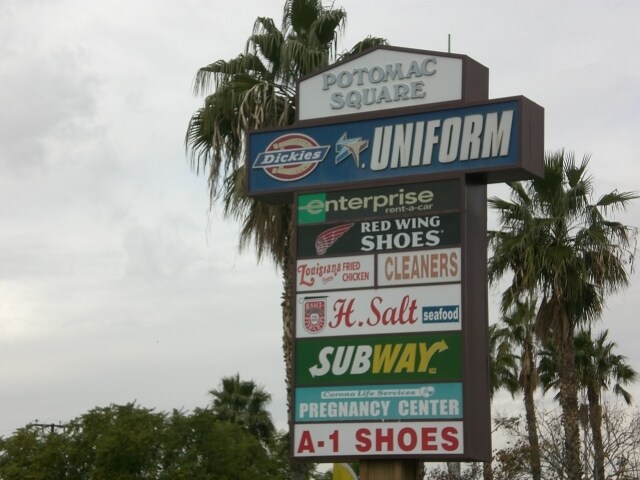 POTOMAC
SQUARE
Dickies UNIFORM
enterprise
rent-a-car
RED WING
SHOES
Louisiana FRIED
CHICKEN
CLEANERS
H. Salt seafood
SUBWAY
Corona Life Services
PREGNANCY CENTER
A-1 SHOES